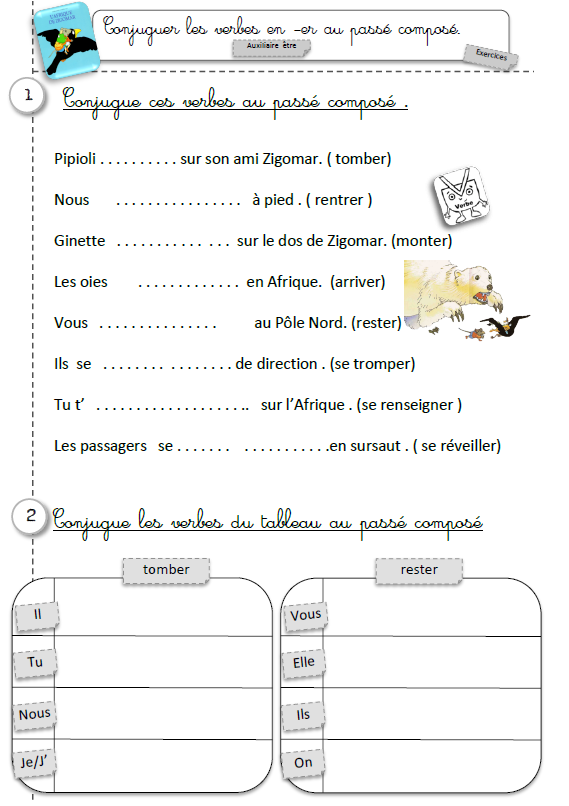 L'AFRIQUE
DE ZIGOMAR
Conjuguer les verbes en -er au passé composé.
Auxiliaire être
Exercices
1
Conjugue ces verbes au passé composé .
Pipioli . . . . . . . . . . sur son ami Zigomar. ( tomber)
Nous . . . . . . . . . . . . . . . . à pied . ( rentrer )
Verbe
Ginette . . . . . . . . . . . . . . sur le dos de Zigomar. (monter)
Les oies . . . . . . . . . . . . . en Afrique. (arriver)
Vous . . . . . . . . . . . . . . . au Pôle Nord. (rester)
Ils se . . . . . . . . . . . . . . . . de direction . (se tromper)
Tu t’ . . . . . . . . . . . . . . . . . . . .. sur l’Afrique . (se renseigner )
Les passagers se . . . . . . . . . . . . . . . . . .en sursaut . ( se réveiller)
2
Conjugue les verbes du tableau au passé composé
tomber rester
Il Vous
Tu Elle
Nous Ils
Je/J’ On